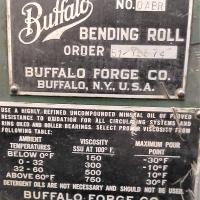 Buffalo
NO. 0 APR
BENDING ROLL
ORDER
BUFFALO FORGE CO.
BUFFALO, N.Y., U.S.A.
USE A HIGHLY REFINED UNCOMPOUNDED MINERAL OIL OF PROVED
RESISTANCE TO OXIDATION FOR ALL CIRCULATING SYSTEMS AND
RING OILED AND ROLLER BEARINGS. SELECT PROPER VISCOSITY FROM
FOLLOWING TABLE:
AMBIENT TEMPERATURES VISCOSITY SSU AT 100° F. MAXIMUM POUR POINT
BELOW 0°F 150 -30°F
0 - 32 300 -10°F
32 - 60 500 +30°F
ABOVE 60°F 750 +30°F
DETERGENT OILS ARE NOT NECESSARY AND SHOULD NOT BE USED
BUFFALO FORGE CO.